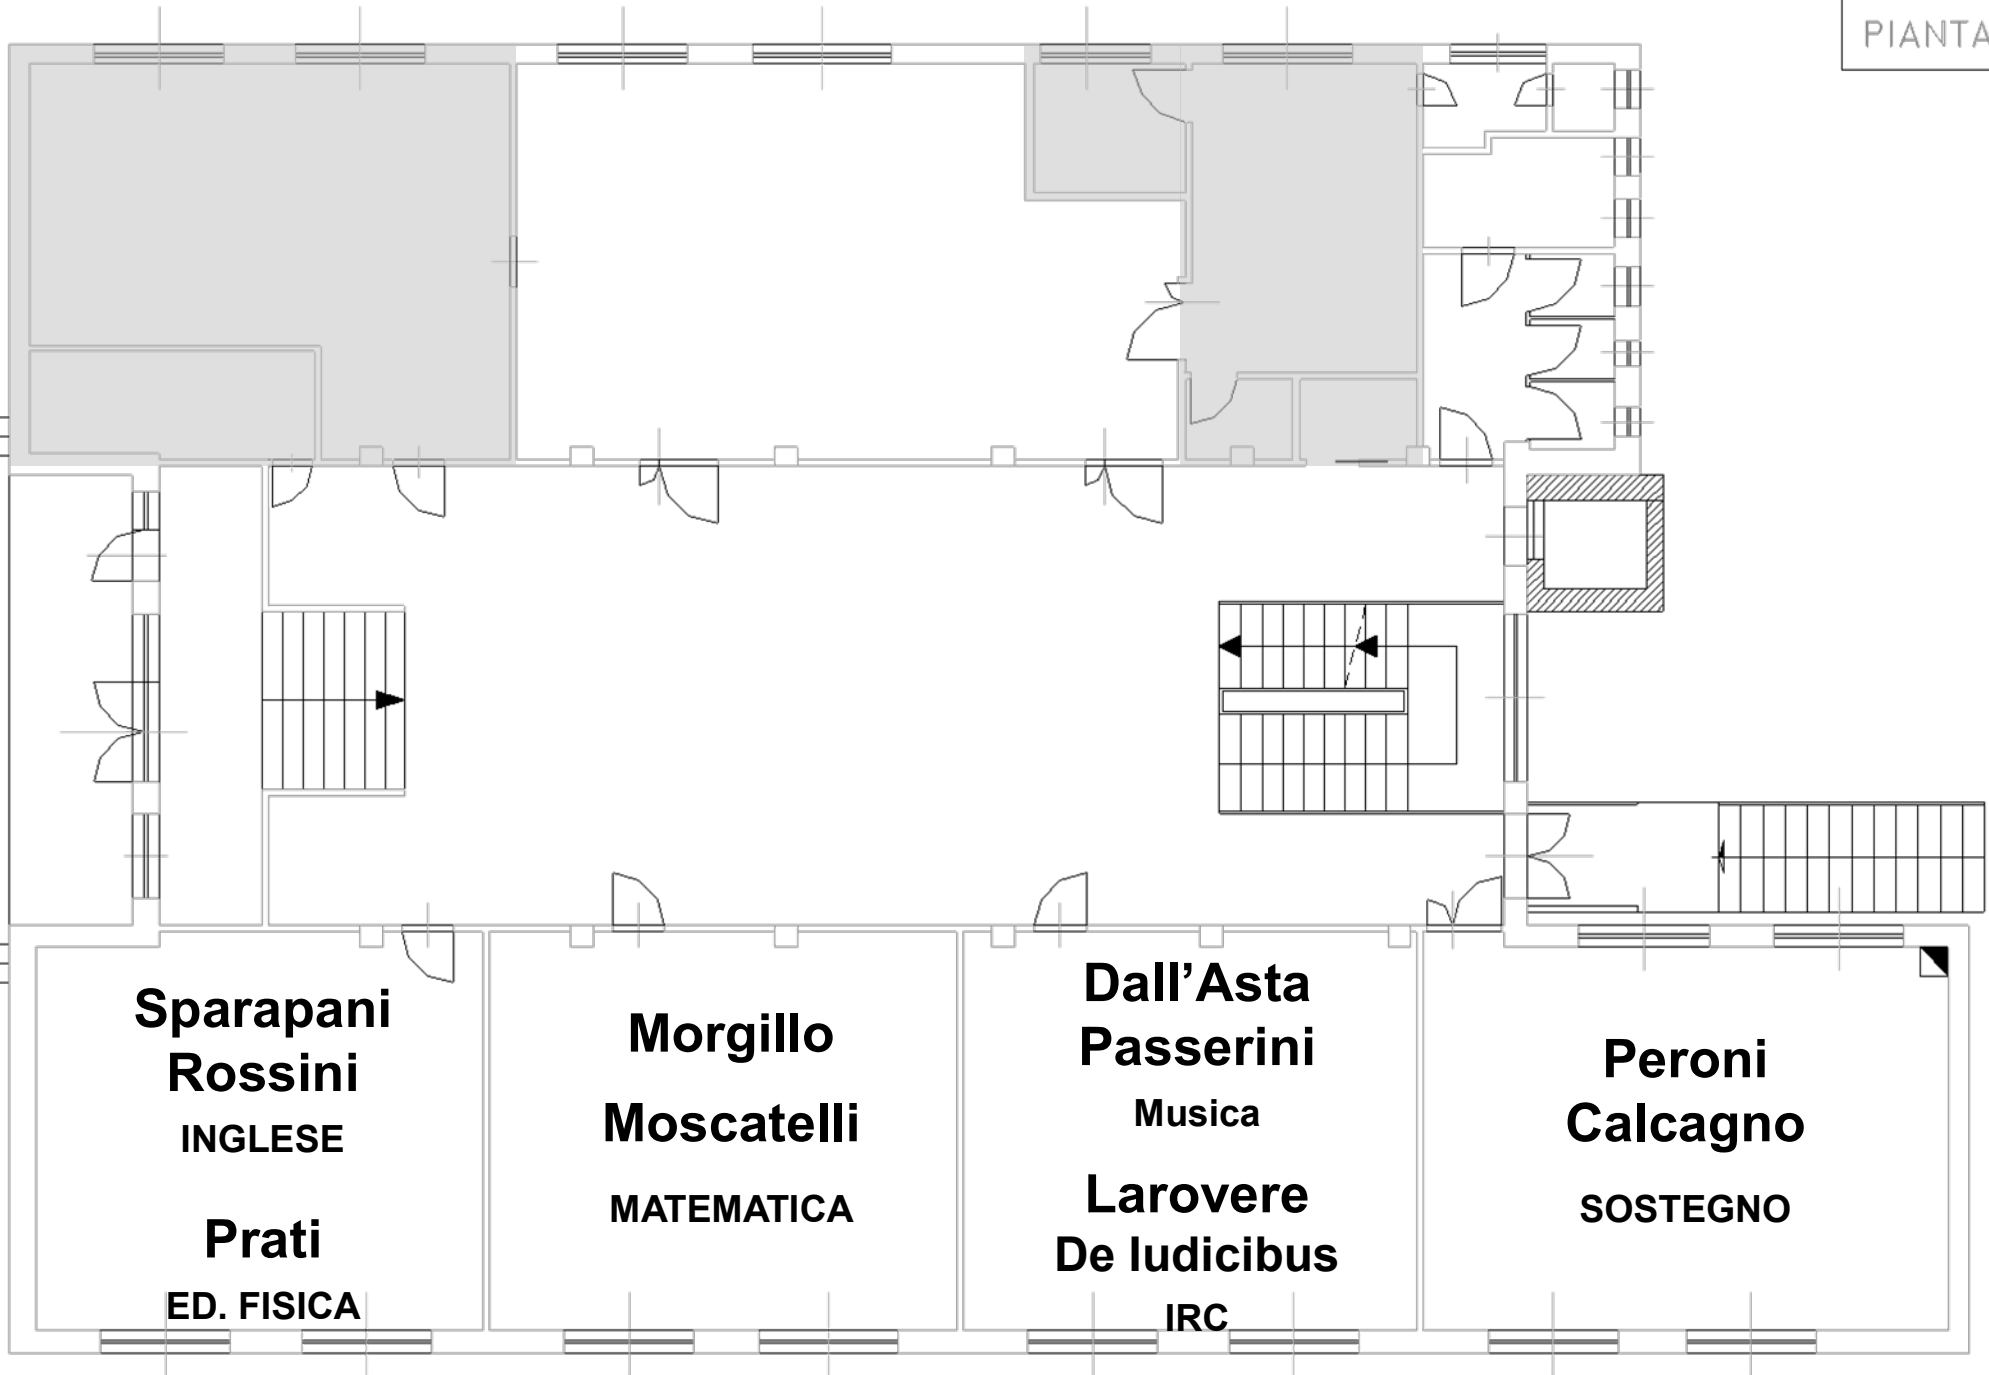 PIANTA
Sparapani
Rossini
INGLESE
Prati
ED. FISICA
Morgillo
Moscatelli
MATEMATICA
Dall'Asta
Passerini
Musica
Larovere
De Iudicibus
IRC
Peroni
Calcagno
SOSTEGNO